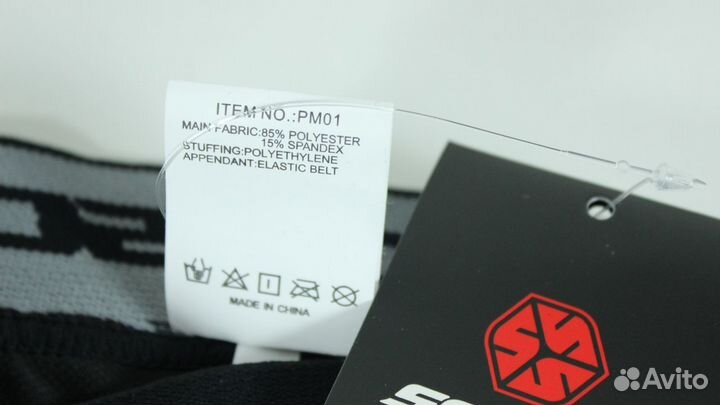 ITEM NO.:PM01
MAIN FABRIC:85% POLYESTER
15% SPANDEX
STUFFING:POLYETHYLENE
APPENDANT:ELASTIC BELT
MADE IN CHINA
Avito